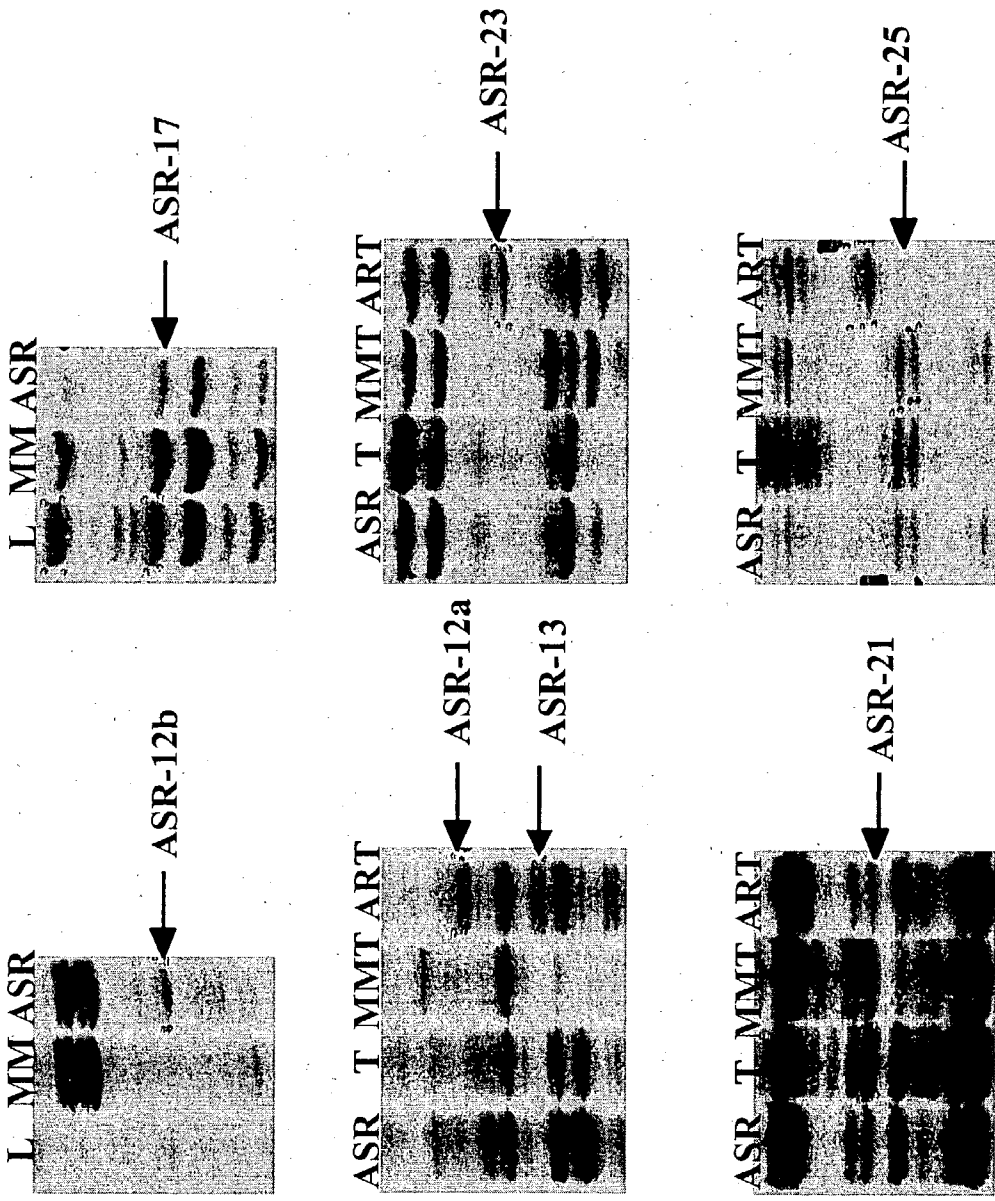 L MM ASR
ASR-12b
L MM ASR
ASR-17
ASR T MMT ART
ASR-12a
ASR-13
ASR T MMT ART
ASR-23
ASR T MMT ART
ASR-21
ASR T MMT ART
ASR-25